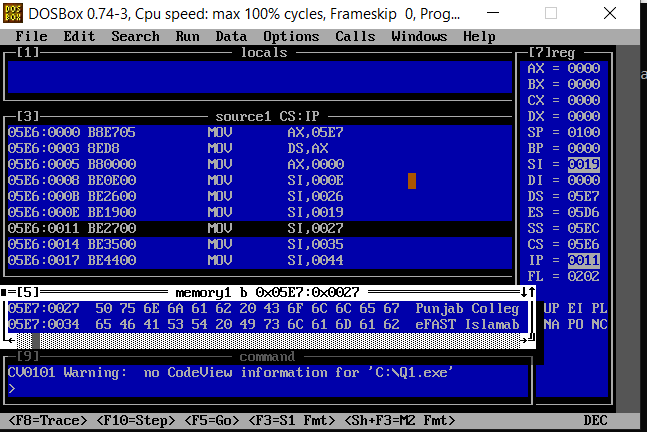 DOSBox 0.74-3, Cpu speed: max 100% cycles, Frameskip 0, Prog...
File Edit Search Run Data Options Calls Windows Help
[1] locals
[7]reg
AX = 0000
BX = 0000
CX = 0000
DX = 0000
SP = 0100
BP = 0000
SI = 0019
DI = 0000
DS = 05E7
ES = 05D6
SS = 05EC
CS = 05E6
IP = 0011
FL = 0202
UP EI PL
NA PO NC
[3] source1 CS:IP
05E6:0000 B8E705 MOV AX,05E7
05E6:0003 8ED8 MOV DS,AX
05E6:0005 B80000 MOV AX,0000
05E6:0008 BE0E00 MOV SI,000E
05E6:000B BE2600 MOV SI,0026
05E6:000E BE1900 MOV SI,0019
05E6:0011 BE2700 MOV SI,0027
05E6:0014 BE3500 MOV SI,0035
05E6:0017 BE4400 MOV SI,0044
[5] memory1 b 0x05E7:0x0027
05E7:0027 50 75 6E 6A 61 62 20 43 6F 6C 6C 65 67 Punjab Colleg
05E7:0034 65 46 41 53 54 20 49 73 6C 61 6D 61 62 eFAST Islamab
[9] command
CV0101 Warning: no CodeView information for 'C:\Q1.exe'
>
<F8=Trace> <F10=Step> <F5=Go> <F3=S1 Fmt> <Sh+F3=M2 Fmt> DEC